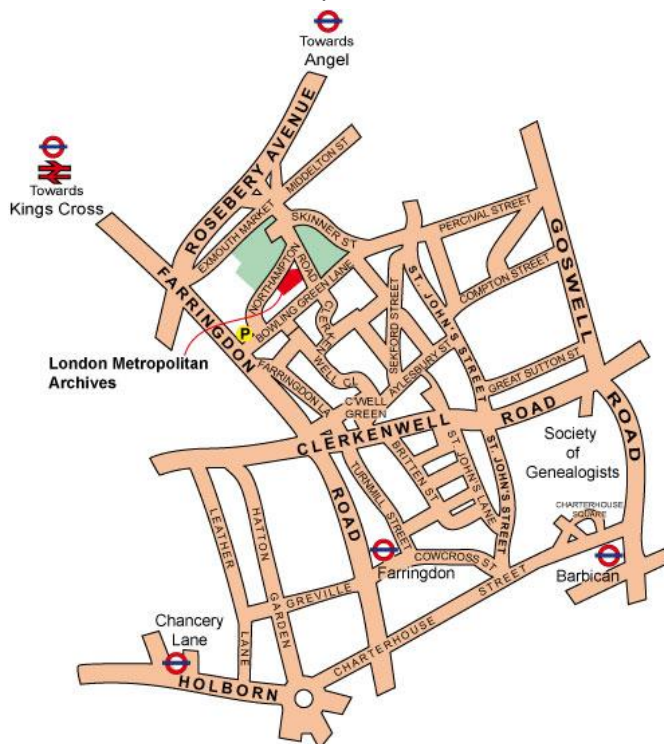 Towards
Angel
Towards
Kings Cross
ROSEBERY AVENUE
MIDDELTON ST
EXMOUTH MARKET
SKINNER ST
PERCIVAL STREET
GOSWELL
ROAD
FARRINGDON
ROAD
NORTHAMPTON
ROAD
BOWLING GREEN LANE
P
London Metropolitan
Archives
CLERKEN
WELL CL
FARRINGDON LA
SEKFORD STREET
ST. JOHN'S STREET
COMPTON STREET
AYLESBURY ST
GREAT SUTTON ST
C'WELL
GREEN
CLERKENWELL
ROAD
Society
of
Genealogists
BRITTEN ST
ST. JOHN'S LANE
ST. JOHN'S STREET
TURNMILL STREET
CHARTERHOUSE
SQUARE
LEATHER
LANE
HATTON
GARDEN
Farringdon
COWCROSS ST
Barbican
GREVILLE
CHARTERHOUSE
STREET
Chancery
Lane
HOLBORN